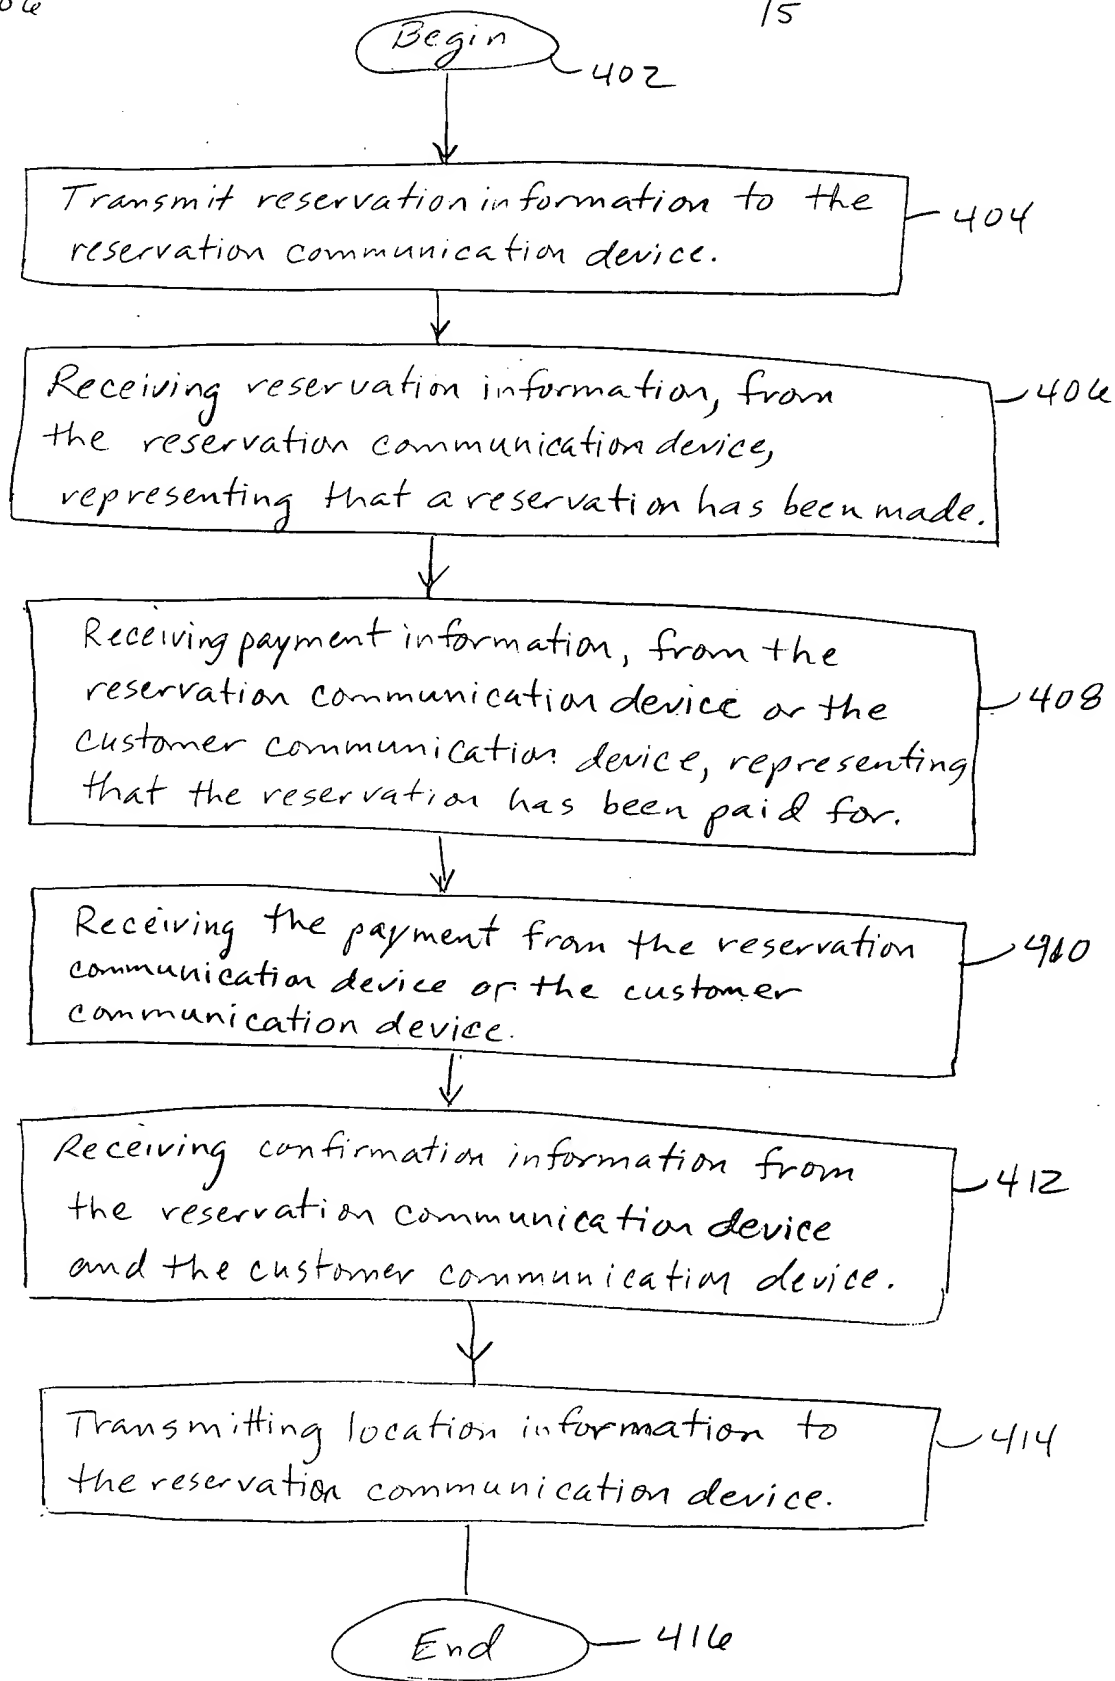 15
Begin
402
Transmit reservation information to the
reservation communication device.
404
Receiving reservation information, from
the reservation communication device,
representing that a reservation has been made.
406
Receiving payment information, from the
reservation communication device or the
customer communication device, representing
that the reservation has been paid for.
408
Receiving the payment from the reservation
communication device or the customer
communication device.
410
Receiving confirmation information from
the reservation communication device
and the customer communication device.
412
Transmitting location information to
the reservation communication device.
414
End
416